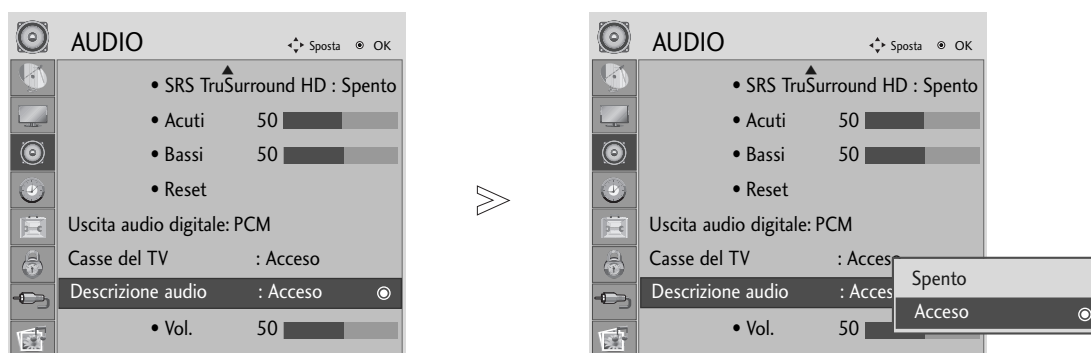 AUDIO Sposta OK
• SRS TruSurround HD : Spento
• Acuti 50
• Bassi 50
• Reset
Uscita audio digitale: PCM
Casse del TV : Acceso
Descrizione audio : Acceso
• Vol. 50
AUDIO Sposta OK
• SRS TruSurround HD : Spento
• Acuti 50
• Bassi 50
• Reset
Uscita audio digitale: PCM
Casse del TV : Acceso
Descrizione audio : Acces
• Vol. 50
Spento
Acceso